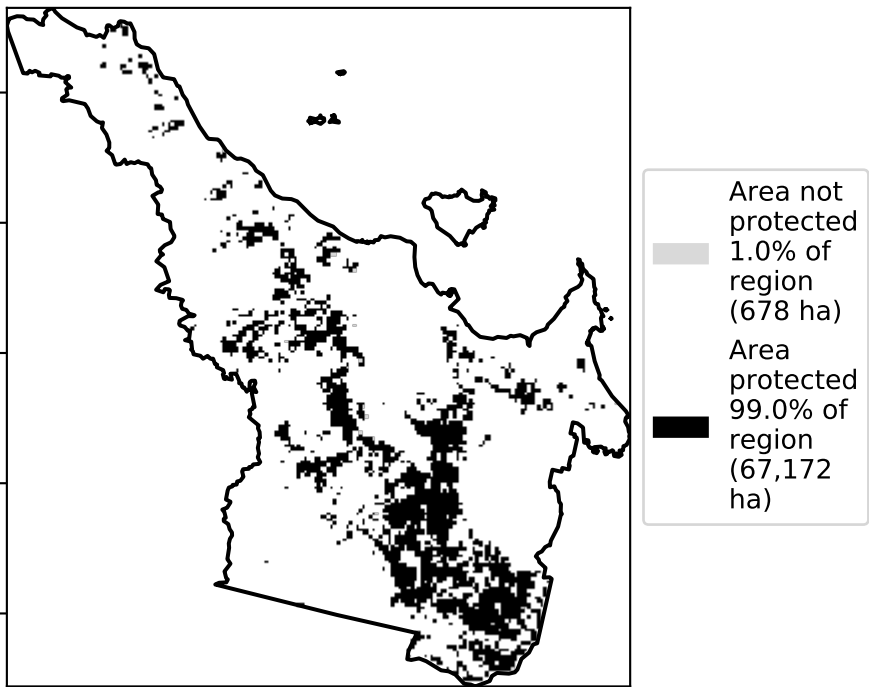 Area not
protected
1.0% of
region
(678 ha)
Area
protected
99.0% of
region
(67,172
ha)